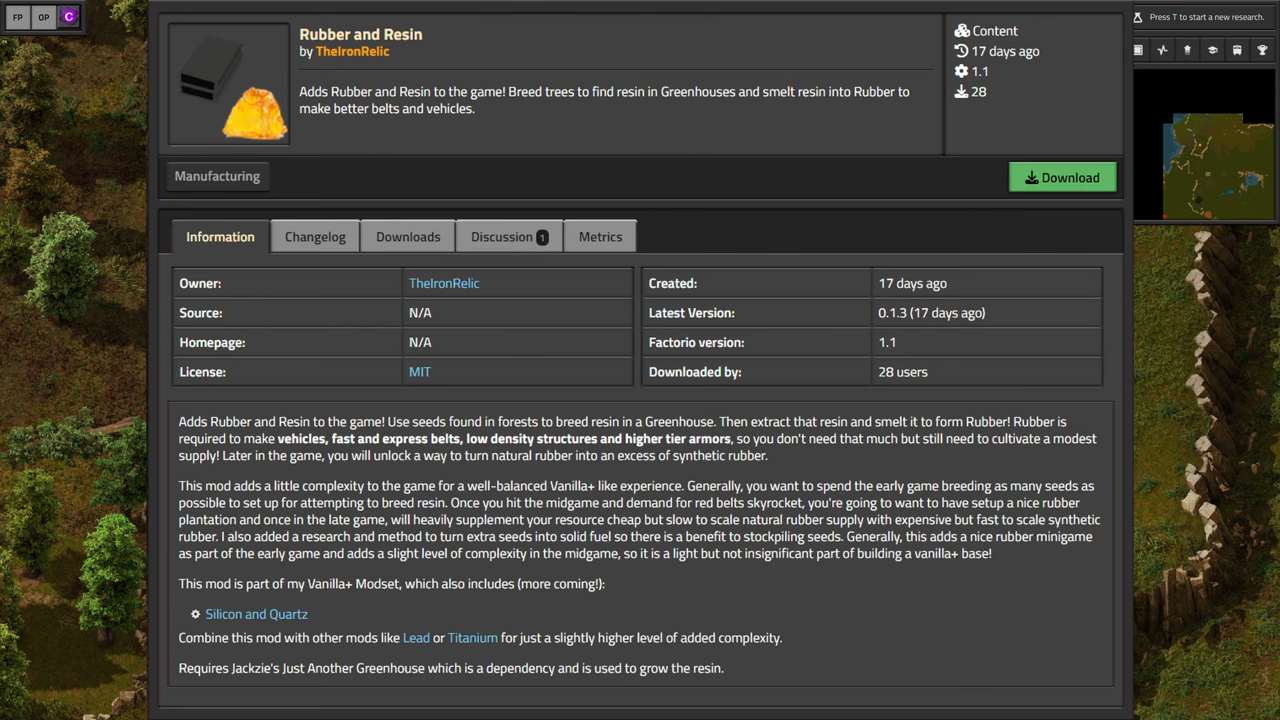 FP OP C
Press T to start a new research.
Rubber and Resin
by TheIronRelic
Adds Rubber and Resin to the game! Breed trees to find resin in Greenhouses and smelt resin into Rubber to
make better belts and vehicles.
Content
17 days ago
1.1
28
Manufacturing
Download
Information Changelog Downloads Discussion 1 Metrics
Owner: TheIronRelic
Source: N/A
Homepage: N/A
License: MIT
Created: 17 days ago
Latest Version: 0.1.3 (17 days ago)
Factorio version: 1.1
Downloaded by: 28 users
Adds Rubber and Resin to the game! Use seeds found in forests to breed resin in a Greenhouse. Then extract that resin and smelt it to form Rubber! Rubber is
required to make vehicles, fast and express belts, low density structures and higher tier armors, so you don't need that much but still need to cultivate a modest
supply! Later in the game, you will unlock a way to turn natural rubber into an excess of synthetic rubber.
This mod adds a little complexity to the game for a well-balanced Vanilla+ like experience. Generally, you want to spend the early game breeding as many seeds as
possible to set up for attempting to breed resin. Once you hit the midgame and demand for red belts skyrocket, you're going to want to have setup a nice rubber
plantation and once in the late game, will heavily supplement your resource cheap but slow to scale natural rubber supply with expensive but fast to scale synthetic
rubber. I also added a research and method to turn extra seeds into solid fuel so there is a benefit to stockpiling seeds. Generally, this adds a nice rubber minigame
as part of the early game and adds a slight level of complexity in the midgame, so it is a light but not insignificant part of building a vanilla+ base!
This mod is part of my Vanilla+ Modset, which also includes (more coming!):
Silicon and Quartz
Combine this mod with other mods like Lead or Titanium for just a slightly higher level of added complexity.
Requires Jackzie's Just Another Greenhouse which is a dependency and is used to grow the resin.